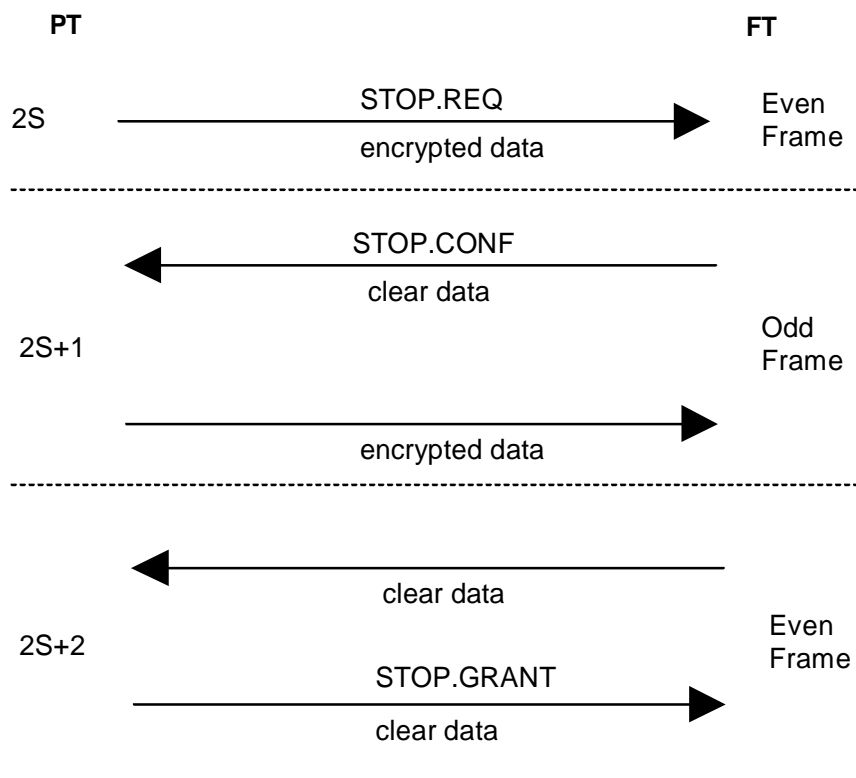 PT
FT
2S
STOP.REQ
encrypted data
Even
Frame
STOP.CONF
clear data
2S+1
Odd
Frame
encrypted data
clear data
2S+2
Even
Frame
STOP.GRANT
clear data